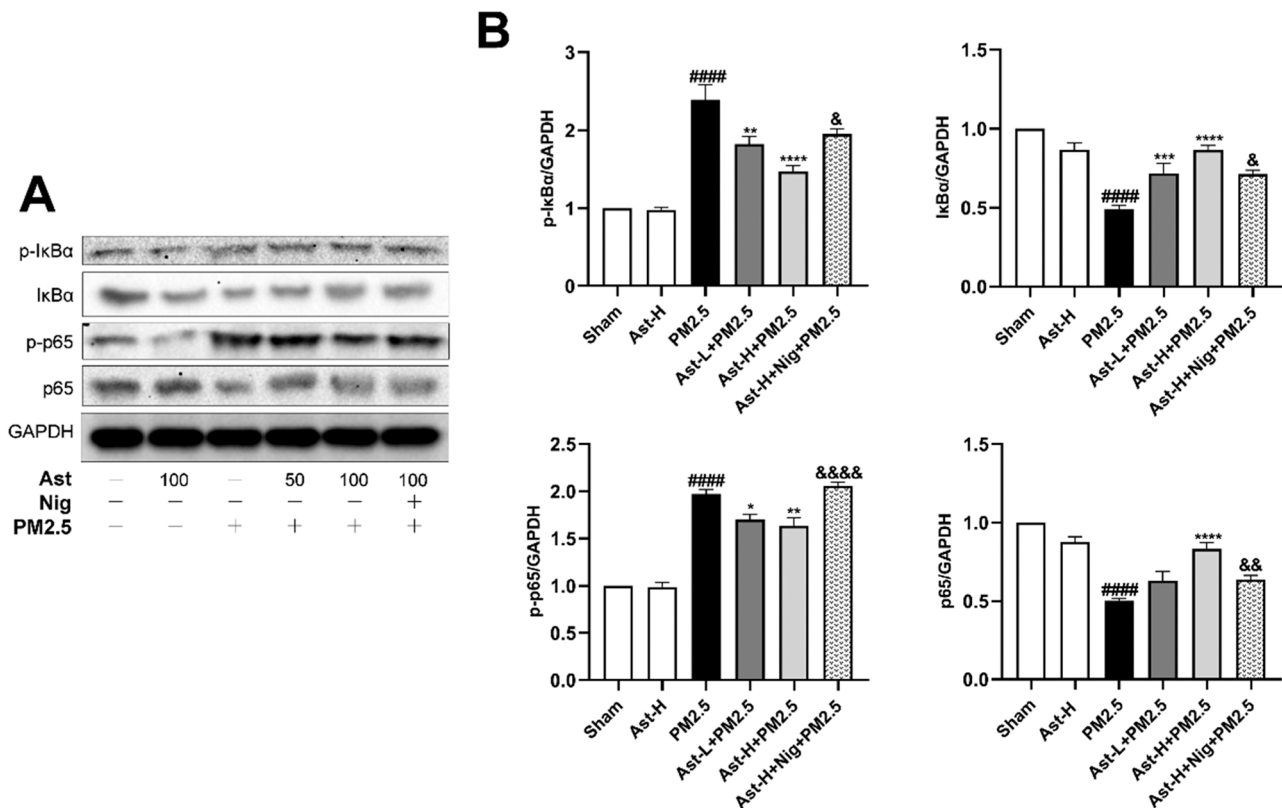 A
p-IκBα
IκBα
p-p65
p65
GAPDH
Ast – 100 – 50 100 100
Nig – – – – – +
PM2.5 – – + + + +
B
3
2
1
0
p-IκBα/GAPDH
####
**
****
&
Sham
Ast-H
PM2.5
Ast-L+PM2.5
Ast-H+PM2.5
Ast-H+Nig+PM2.5
1.5
1.0
0.5
0.0
IκBα/GAPDH
####
***
****
&
Sham
Ast-H
PM2.5
Ast-L+PM2.5
Ast-H+PM2.5
Ast-H+Nig+PM2.5
2.5
2.0
1.5
1.0
0.5
0.0
p-p65/GAPDH
####
*
**
&&&&
Sham
Ast-H
PM2.5
Ast-L+PM2.5
Ast-H+PM2.5
Ast-H+Nig+PM2.5
1.5
1.0
0.5
0.0
p65/GAPDH
####
****
&&
Sham
Ast-H
PM2.5
Ast-L+PM2.5
Ast-H+PM2.5
Ast-H+Nig+PM2.5